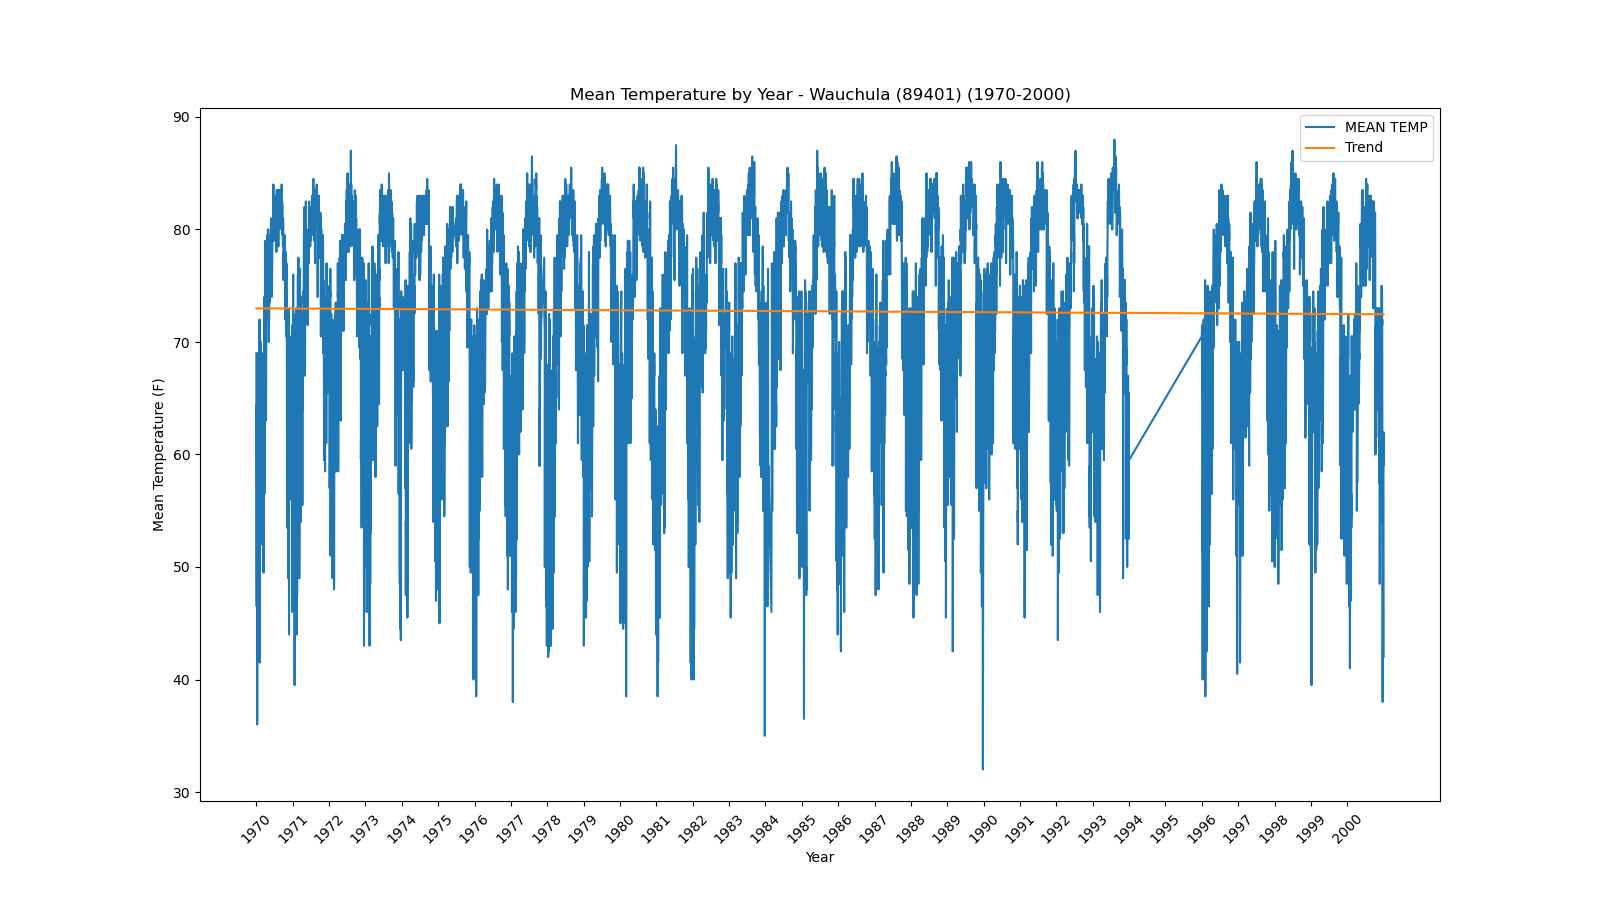 Mean Temperature by Year - Wauchula (89401) (1970-2000)
MEAN TEMP
Trend
Mean Temperature (F)
90
80
70
60
50
40
30
1970 1971 1972 1973 1974 1975 1976 1977 1978 1979 1980 1981 1982 1983 1984 1985 1986 1987 1988 1989 1990 1991 1992 1993 1994 1995 1996 1997 1998 1999 2000
Year